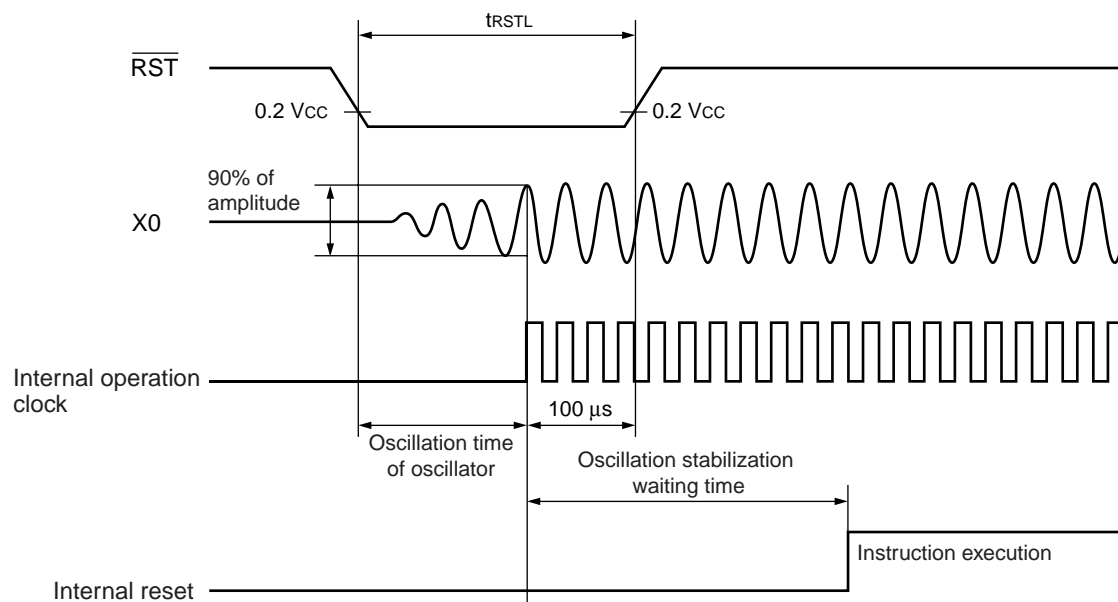 tRSTL
RST
0.2 VCC
0.2 VCC
90% of
amplitude
X0
Internal operation
clock
100 μs
Oscillation time
of oscillator
Oscillation stabilization
waiting time
Instruction execution
Internal reset